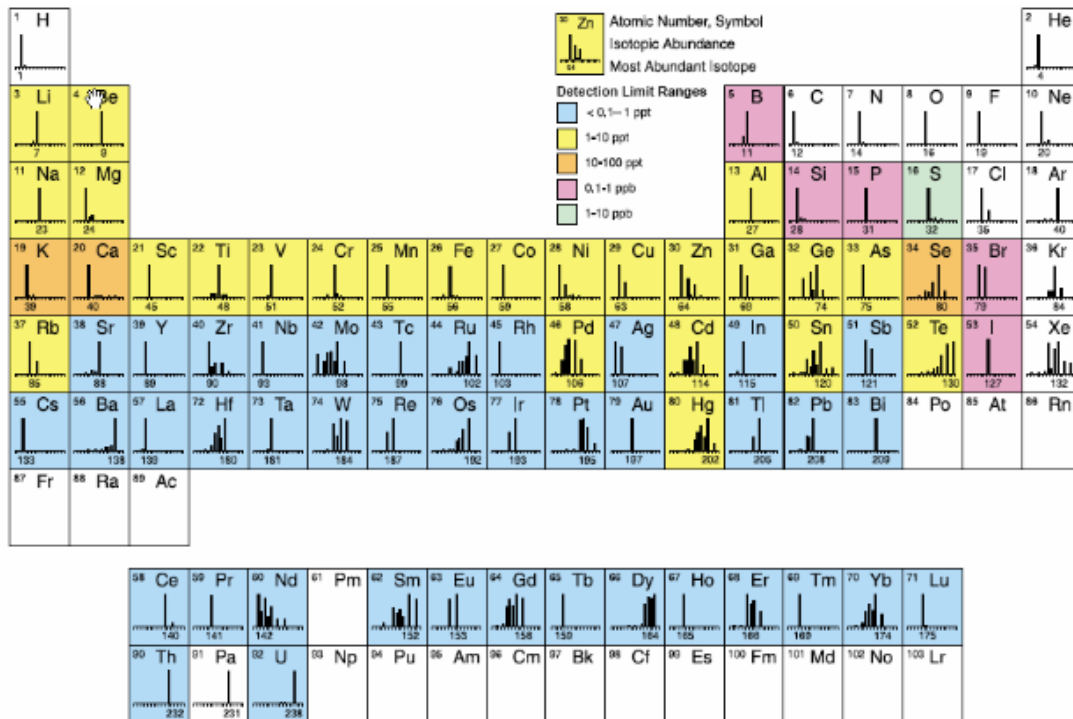 1 H
30 Zn Atomic Number, Symbol
2 He
Isotopic Abundance
1
64 Most Abundant Isotope
4
Detection Limit Ranges
3 Li 4 Be 5 B 6 C 7 N 8 O 9 F 10 Ne
< 0,1–1 ppt
1-10 ppt
7 9 11 12 14 16 19 20
10-100 ppt
11 Na 12 Mg 13 Al 14 Si 15 P 16 S 17 Cl 18 Ar
0,1-1 ppb
1-10 ppb
23 24 27 28 31 32 35 40
19 K 20 Ca 21 Sc 22 Ti 23 V 24 Cr 25 Mn 26 Fe 27 Co 28 Ni 29 Cu 30 Zn 31 Ga 32 Ge 33 As 34 Se 35 Br 36 Kr
39 40 45 48 51 52 55 56 59 58 63 64 69 74 75 80 79 84
37 Rb 38 Sr 39 Y 40 Zr 41 Nb 42 Mo 43 Tc 44 Ru 45 Rh 46 Pd 47 Ag 48 Cd 49 In 50 Sn 51 Sb 52 Te 53 I 54 Xe
85 88 89 90 93 98 99 102 103 106 107 114 115 120 121 130 127 132
55 Cs 56 Ba 57 La 72 Hf 73 Ta 74 W 75 Re 76 Os 77 Ir 78 Pt 79 Au 80 Hg 81 Tl 82 Pb 83 Bi 84 Po 85 At 86 Rn
133 138 139 180 181 184 187 192 193 195 197 202 205 208 209
87 Fr 88 Ra 89 Ac
58 Ce 59 Pr 60 Nd 61 Pm 62 Sm 63 Eu 64 Gd 65 Tb 66 Dy 67 Ho 68 Er 69 Tm 70 Yb 71 Lu
140 141 142 152 153 158 159 164 165 166 169 174 175
90 Th 91 Pa 92 U 93 Np 94 Pu 95 Am 96 Cm 97 Bk 98 Cf 99 Es 100 Fm 101 Md 102 No 103 Lr
232 231 238